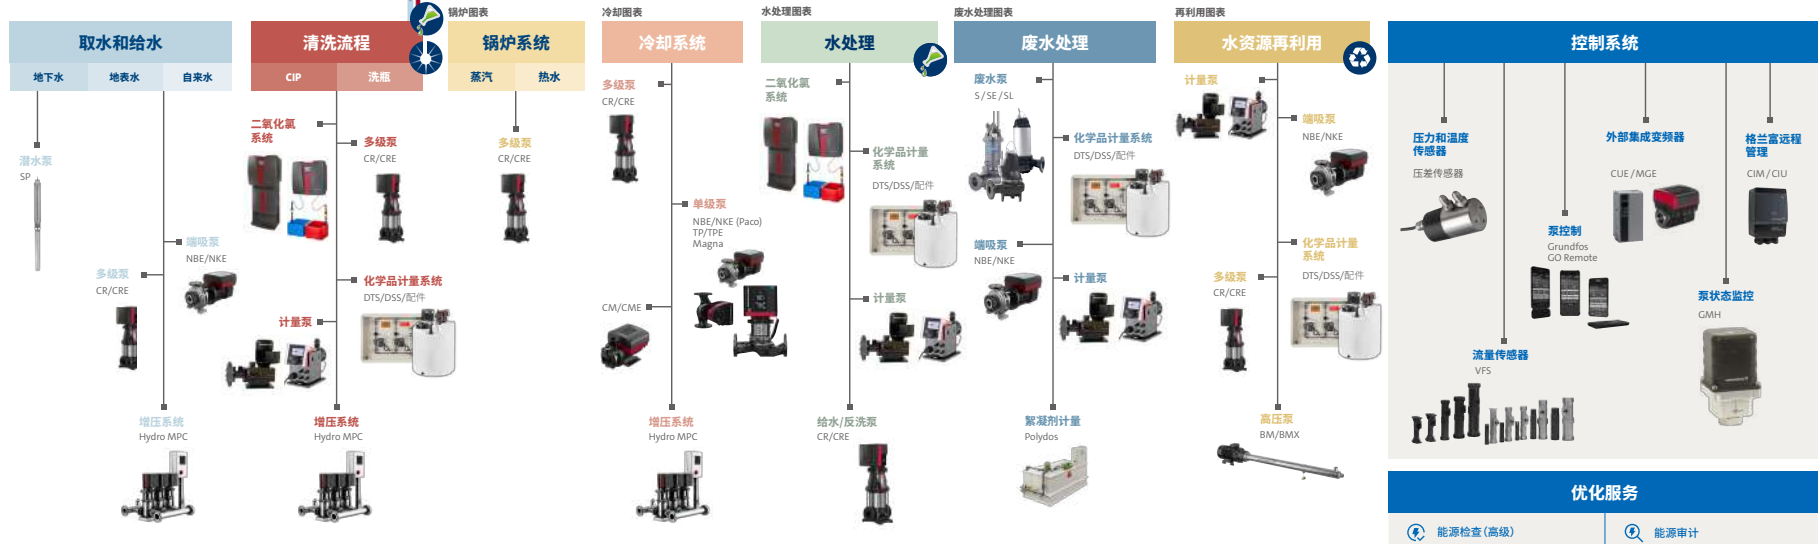 取水和给水
地下水
地表水
自来水
潜水泵
SP
端吸泵
NBE/NKE
多级泵
CR/CRE
增压系统
Hydro MPC
清洗流程
CIP
洗瓶
二氧化氯
系统
多级泵
CR/CRE
化学品计量系统
DTS/DSS/配件
计量泵
增压系统
Hydro MPC
锅炉图表
锅炉系统
蒸汽
热水
多级泵
CR/CRE
冷却图表
冷却系统
多级泵
CR/CRE
单级泵
NBE/NKE (Paco)
TP/TPE
Magna
CM/CME
增压系统
Hydro MPC
水处理图表
水处理
二氧化氯
系统
化学品计量
系统
DTS/DSS/配件
计量泵
给水/反洗泵
CR/CRE
废水处理图表
废水处理
废水泵
S/SE/SL
化学品计量系统
DTS/DSS/配件
端吸泵
NBE/NKE
计量泵
絮凝剂计量
Polydos
再利用图表
水资源再利用
计量泵
端吸泵
NBE/NKE
化学品计量
系统
DTS/DSS/配件
多级泵
CR/CRE
高压泵
BM/BMX
控制系统
压力和温度
传感器
压差传感器
外部集成变频器
CUE/MGE
格兰富远程
管理
CIM/CIU
泵控制
Grundfos
GO Remote
泵状态监控
GMH
流量传感器
VFS
优化服务
能源检查(高级)
能源审计